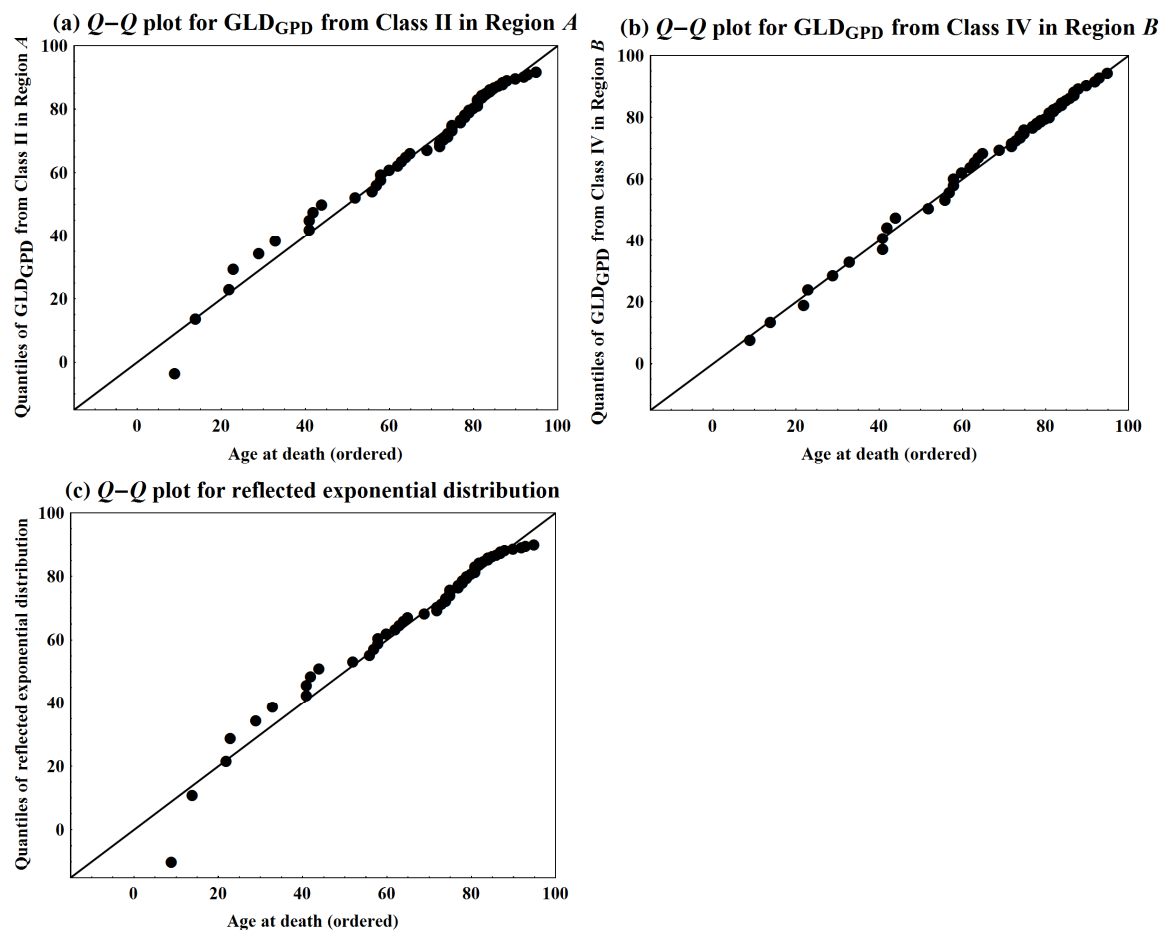 (a) Q–Q plot for GLD_GPD from Class II in Region A
Quantiles of GLD_GPD from Class II in Region A
100
80
60
40
20
0
0 20 40 60 80 100
Age at death (ordered)
(b) Q–Q plot for GLD_GPD from Class IV in Region B
Quantiles of GLD_GPD from Class IV in Region B
100
80
60
40
20
0
0 20 40 60 80 100
Age at death (ordered)
(c) Q–Q plot for reflected exponential distribution
Quantiles of reflected exponential distribution
100
80
60
40
20
0
0 20 40 60 80 100
Age at death (ordered)